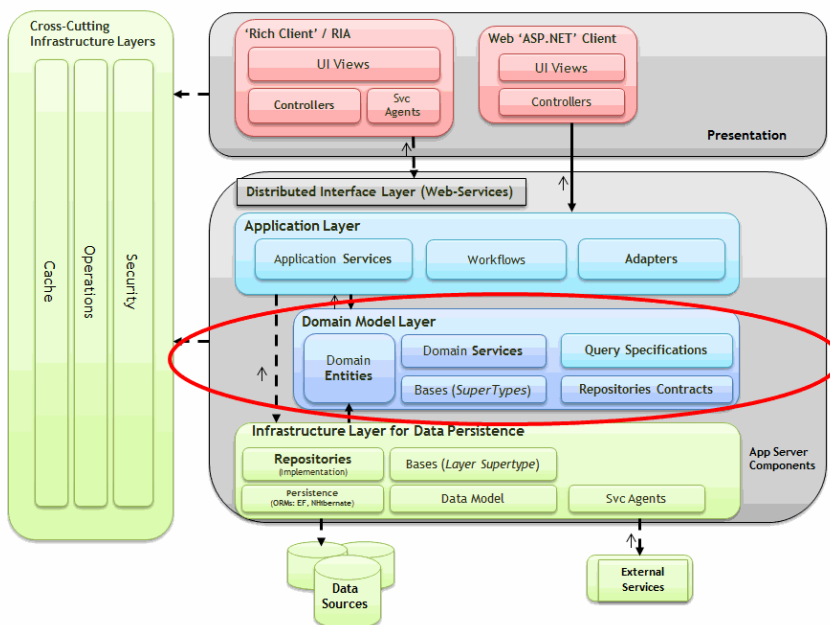 Cross-Cutting
Infrastructure Layers
Cache
Operations
Security
‘Rich Client’ / RIA
UI Views
Controllers
Svc
Agents
Web ‘ASP.NET’ Client
UI Views
Controllers
Presentation
Distributed Interface Layer (Web-Services)
Application Layer
Application Services
Workflows
Adapters
Domain Model Layer
Domain
Entities
Domain Services
Query Specifications
Bases (SuperTypes)
Repositories Contracts
Infrastructure Layer for Data Persistence
Repositories
(Implementation)
Bases (Layer Supertype)
Persistence
(ORMs: EF, NHibernate)
Data Model
Svc Agents
App Server
Components
Data
Sources
External
Services